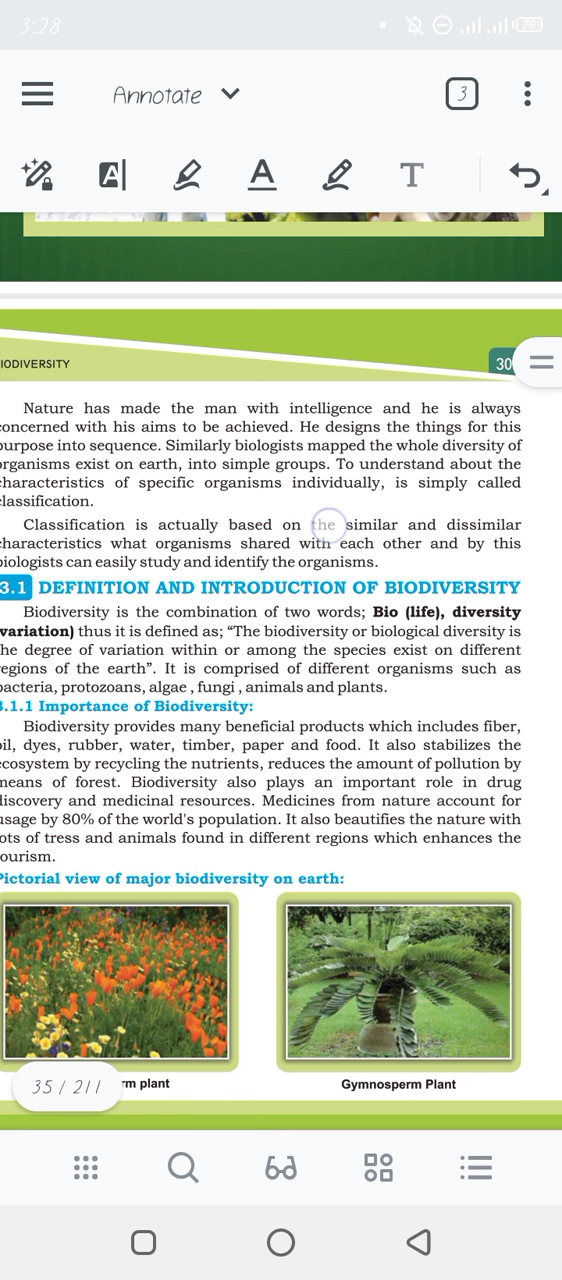 3:28
79
Annotate
3
A
A
T
IODIVERSITY
30
Nature has made the man with intelligence and he is always
concerned with his aims to be achieved. He designs the things for this
purpose into sequence. Similarly biologists mapped the whole diversity of
organisms exist on earth, into simple groups. To understand about the
characteristics of specific organisms individually, is simply called
classification.
Classification is actually based on the similar and dissimilar
characteristics what organisms shared with each other and by this
biologists can easily study and identify the organisms.
3.1 DEFINITION AND INTRODUCTION OF BIODIVERSITY
Biodiversity is the combination of two words; Bio (life), diversity
variation) thus it is defined as; “The biodiversity or biological diversity is
the degree of variation within or among the species exist on different
regions of the earth”. It is comprised of different organisms such as
bacteria, protozoans, algae , fungi , animals and plants.
3.1.1 Importance of Biodiversity:
Biodiversity provides many beneficial products which includes fiber,
oil, dyes, rubber, water, timber, paper and food. It also stabilizes the
ecosystem by recycling the nutrients, reduces the amount of pollution by
means of forest. Biodiversity also plays an important role in drug
discovery and medicinal resources. Medicines from nature account for
usage by 80% of the world's population. It also beautifies the nature with
lots of tress and animals found in different regions which enhances the
tourism.
Pictorial view of major biodiversity on earth:
rm plant
Gymnosperm Plant
35 / 211